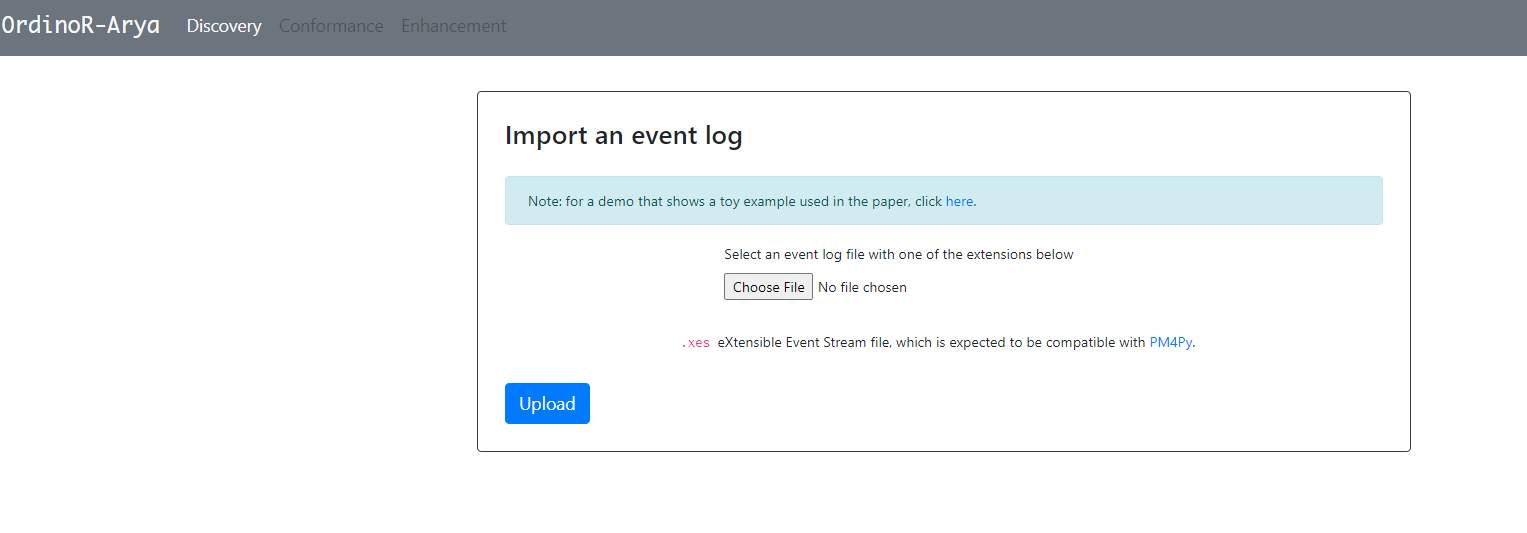 OrdinoR-Arya Discovery Conformance Enhancement
Import an event log
Note: for a demo that shows a toy example used in the paper, click here.
Select an event log file with one of the extensions below
Choose File No file chosen
.xes eXtensible Event Stream file, which is expected to be compatible with PM4Py.
Upload